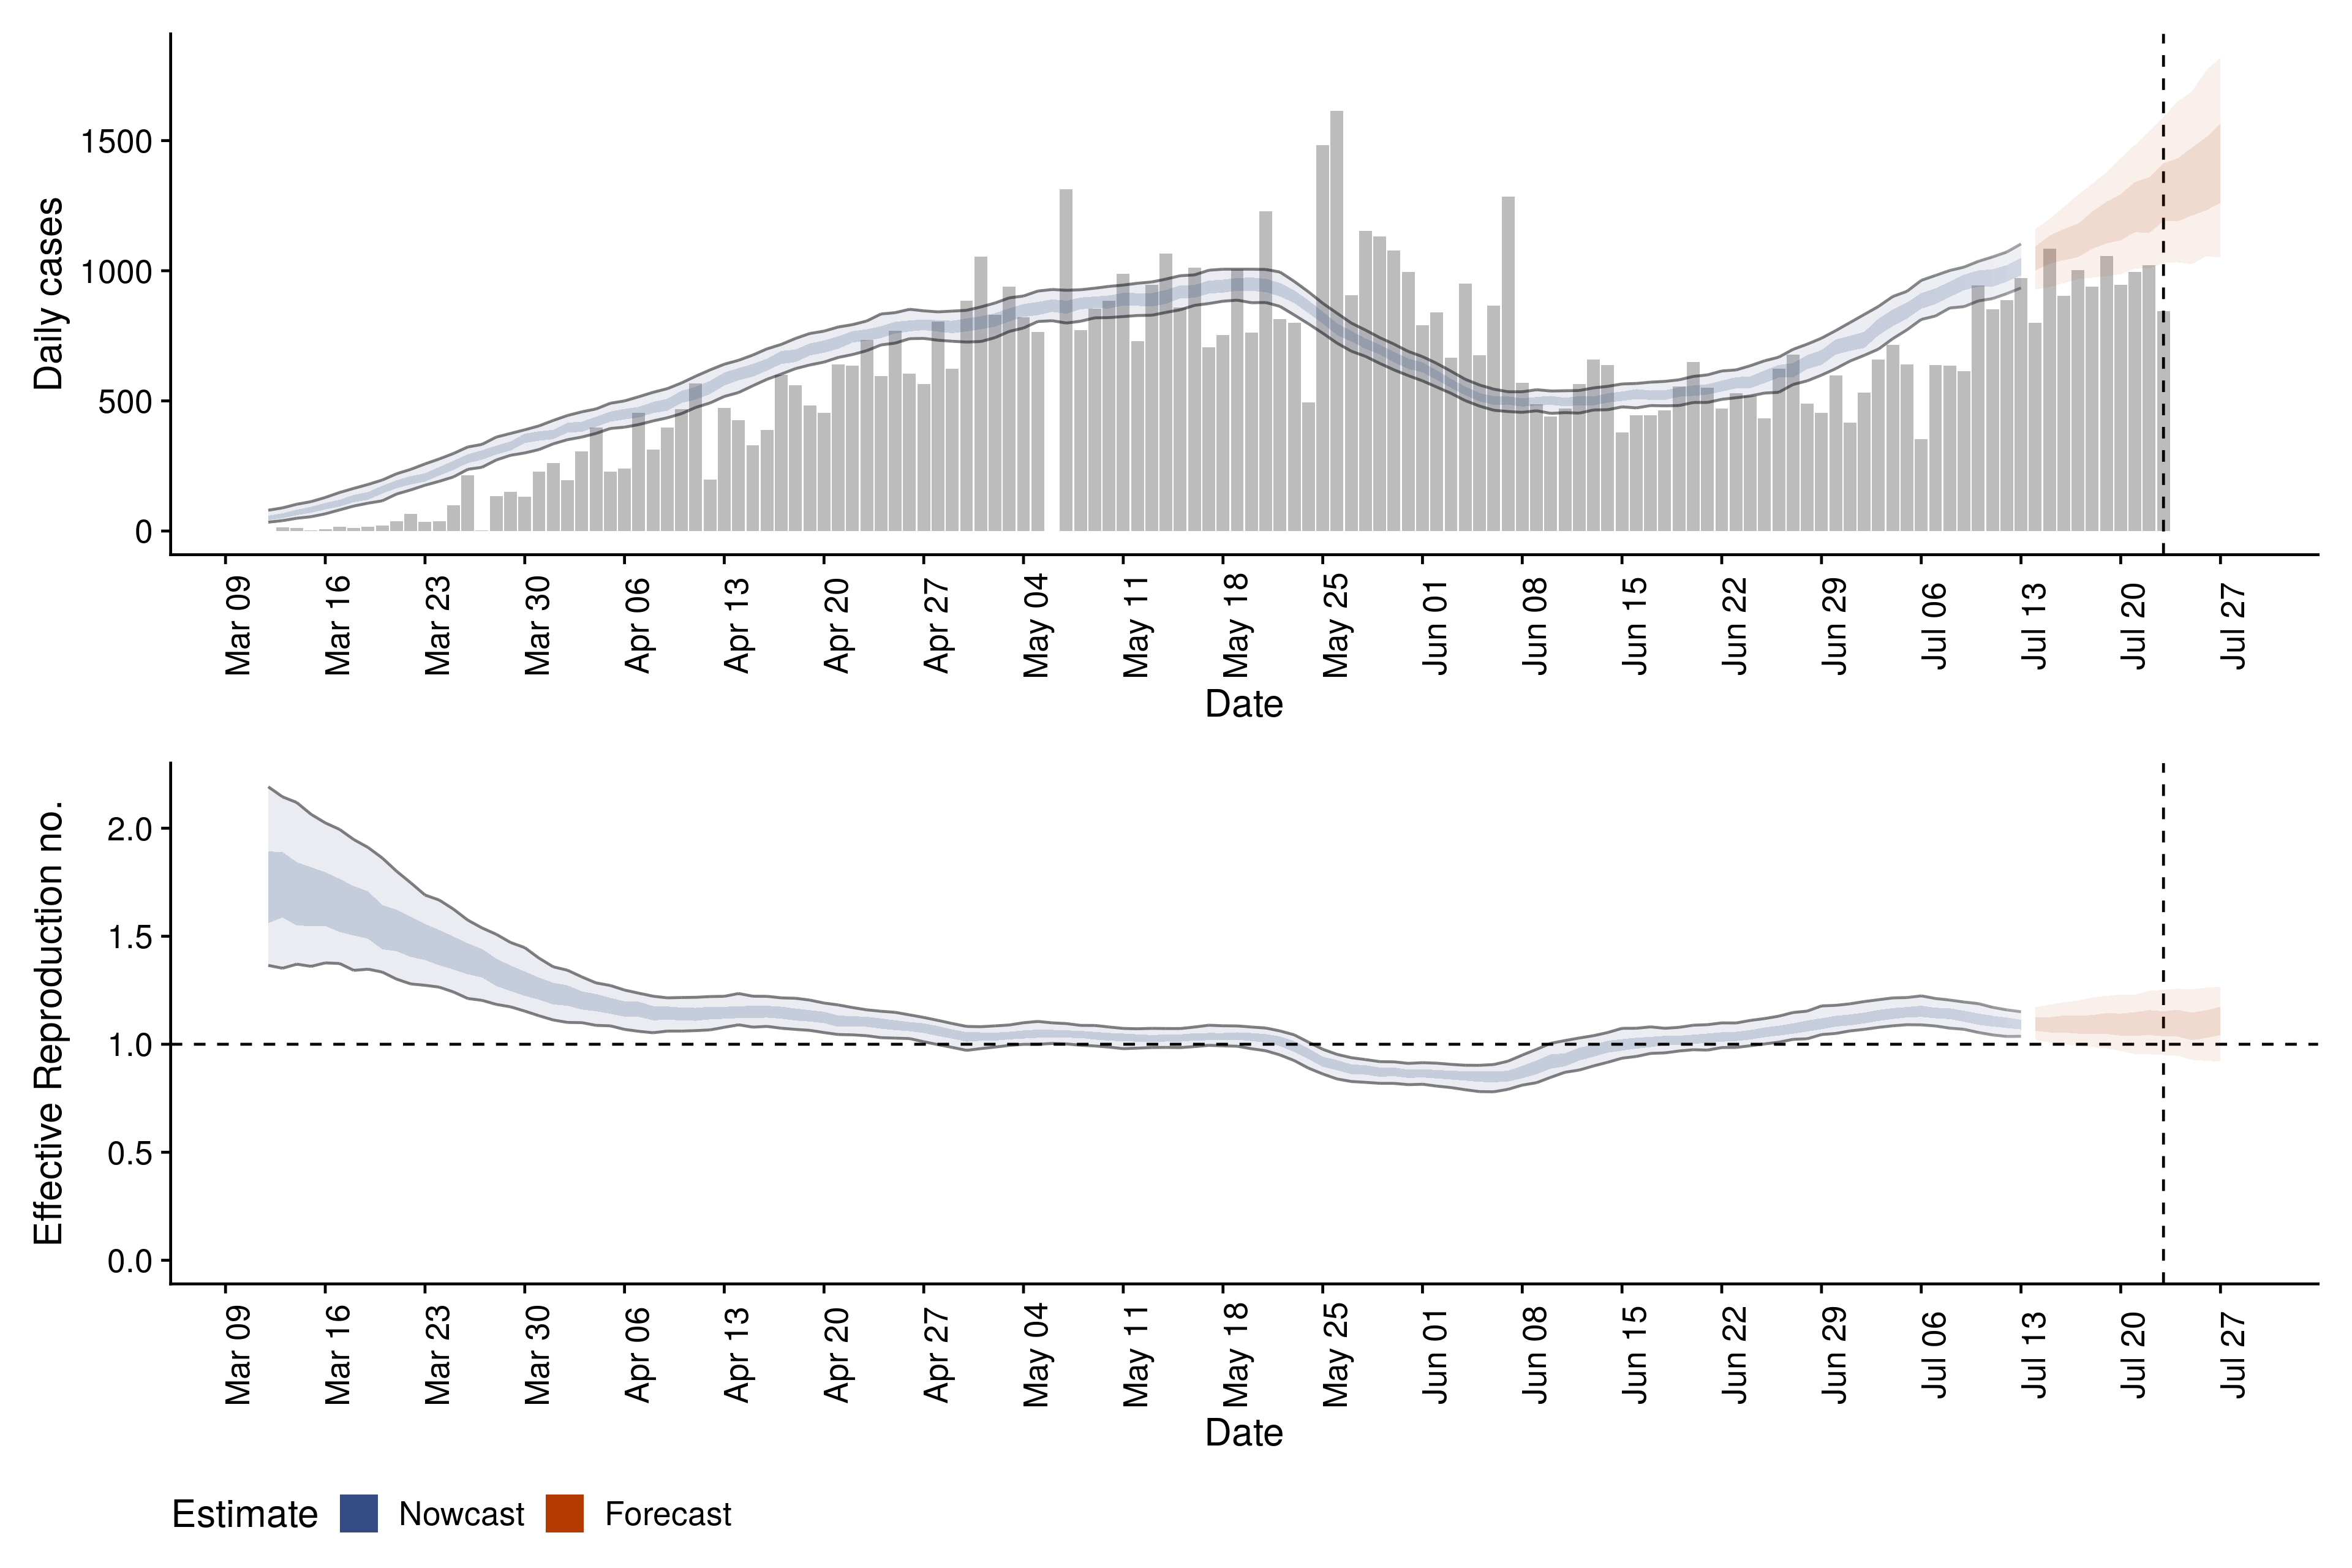 Daily cases
1500
1000
500
0
Mar 09 Mar 16 Mar 23 Mar 30 Apr 06 Apr 13 Apr 20 Apr 27 May 04 May 11 May 18 May 25 Jun 01 Jun 08 Jun 15 Jun 22 Jun 29 Jul 06 Jul 13 Jul 20 Jul 27
Date
Effective Reproduction no.
2.0
1.5
1.0
0.5
0.0
Mar 09 Mar 16 Mar 23 Mar 30 Apr 06 Apr 13 Apr 20 Apr 27 May 04 May 11 May 18 May 25 Jun 01 Jun 08 Jun 15 Jun 22 Jun 29 Jul 06 Jul 13 Jul 20 Jul 27
Date
Estimate Nowcast Forecast